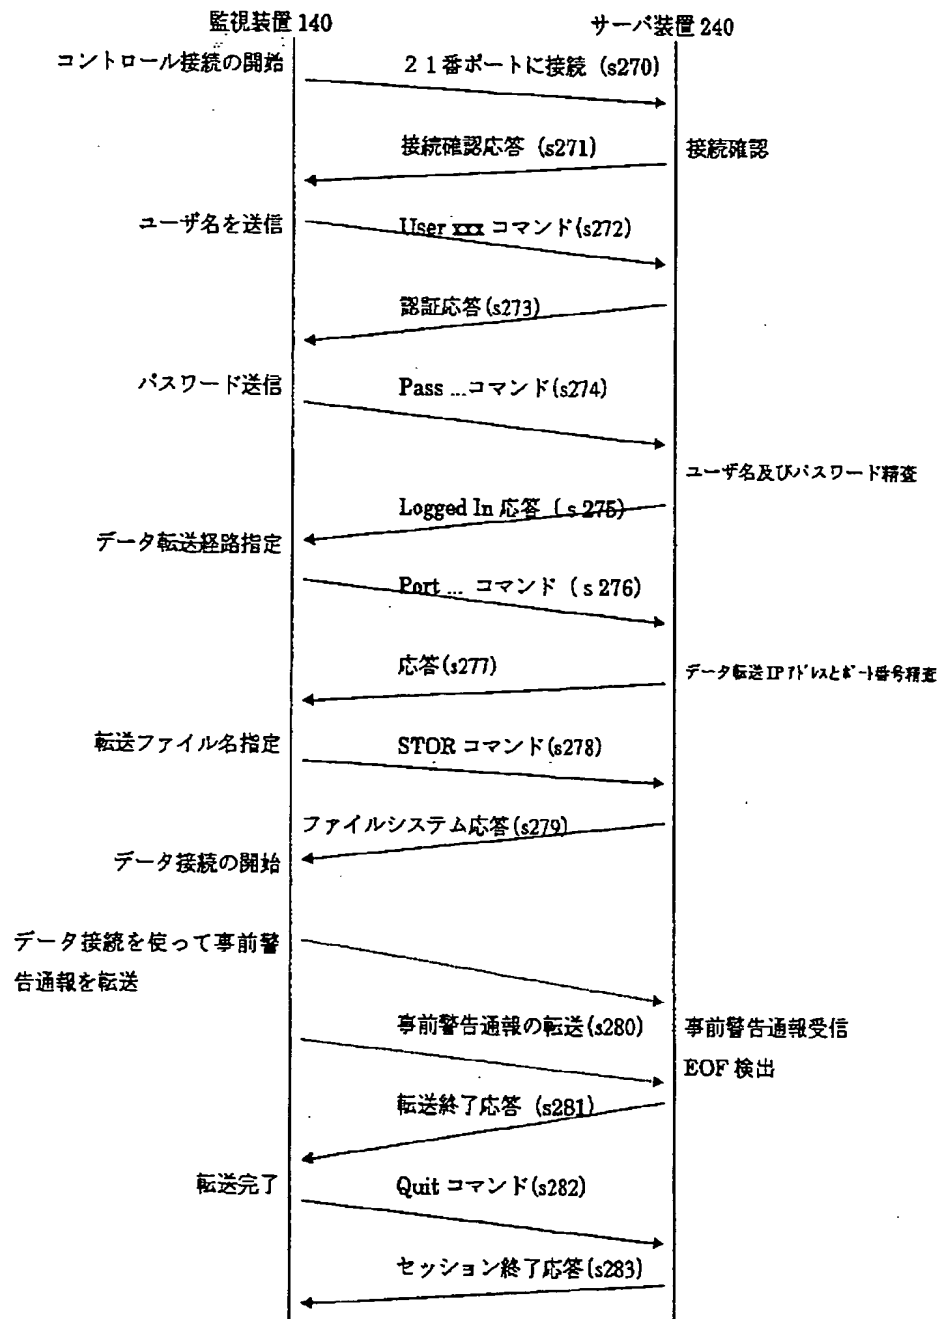 監視装置 140
サーバ装置 240
コントロール接続の開始
21番ポートに接続 (s270)
接続確認応答 (s271)
接続確認
ユーザ名を送信
User xxx コマンド(s272)
認証応答(s273)
パスワード送信
Pass ...コマンド(s274)
ユーザ名及びパスワード精査
Logged In 応答 (s275)
データ転送経路指定
Port ... コマンド (s276)
応答(s277)
データ転送IPアドレスとポート番号精査
転送ファイル名指定
STOR コマンド(s278)
ファイルシステム応答(s279)
データ接続の開始
データ接続を使って事前警
告通報を転送
事前警告通報の転送(s280)
事前警告通報受信
EOF 検出
転送終了応答 (s281)
転送完了
Quit コマンド(s282)
セッション終了応答(s283)